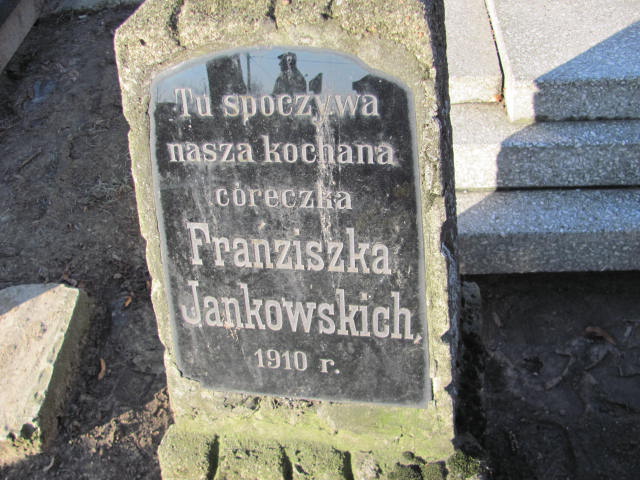 Tu spoczywa
nasza kochana
córeczka
Franziszka
Jankowskich,
1910 r.